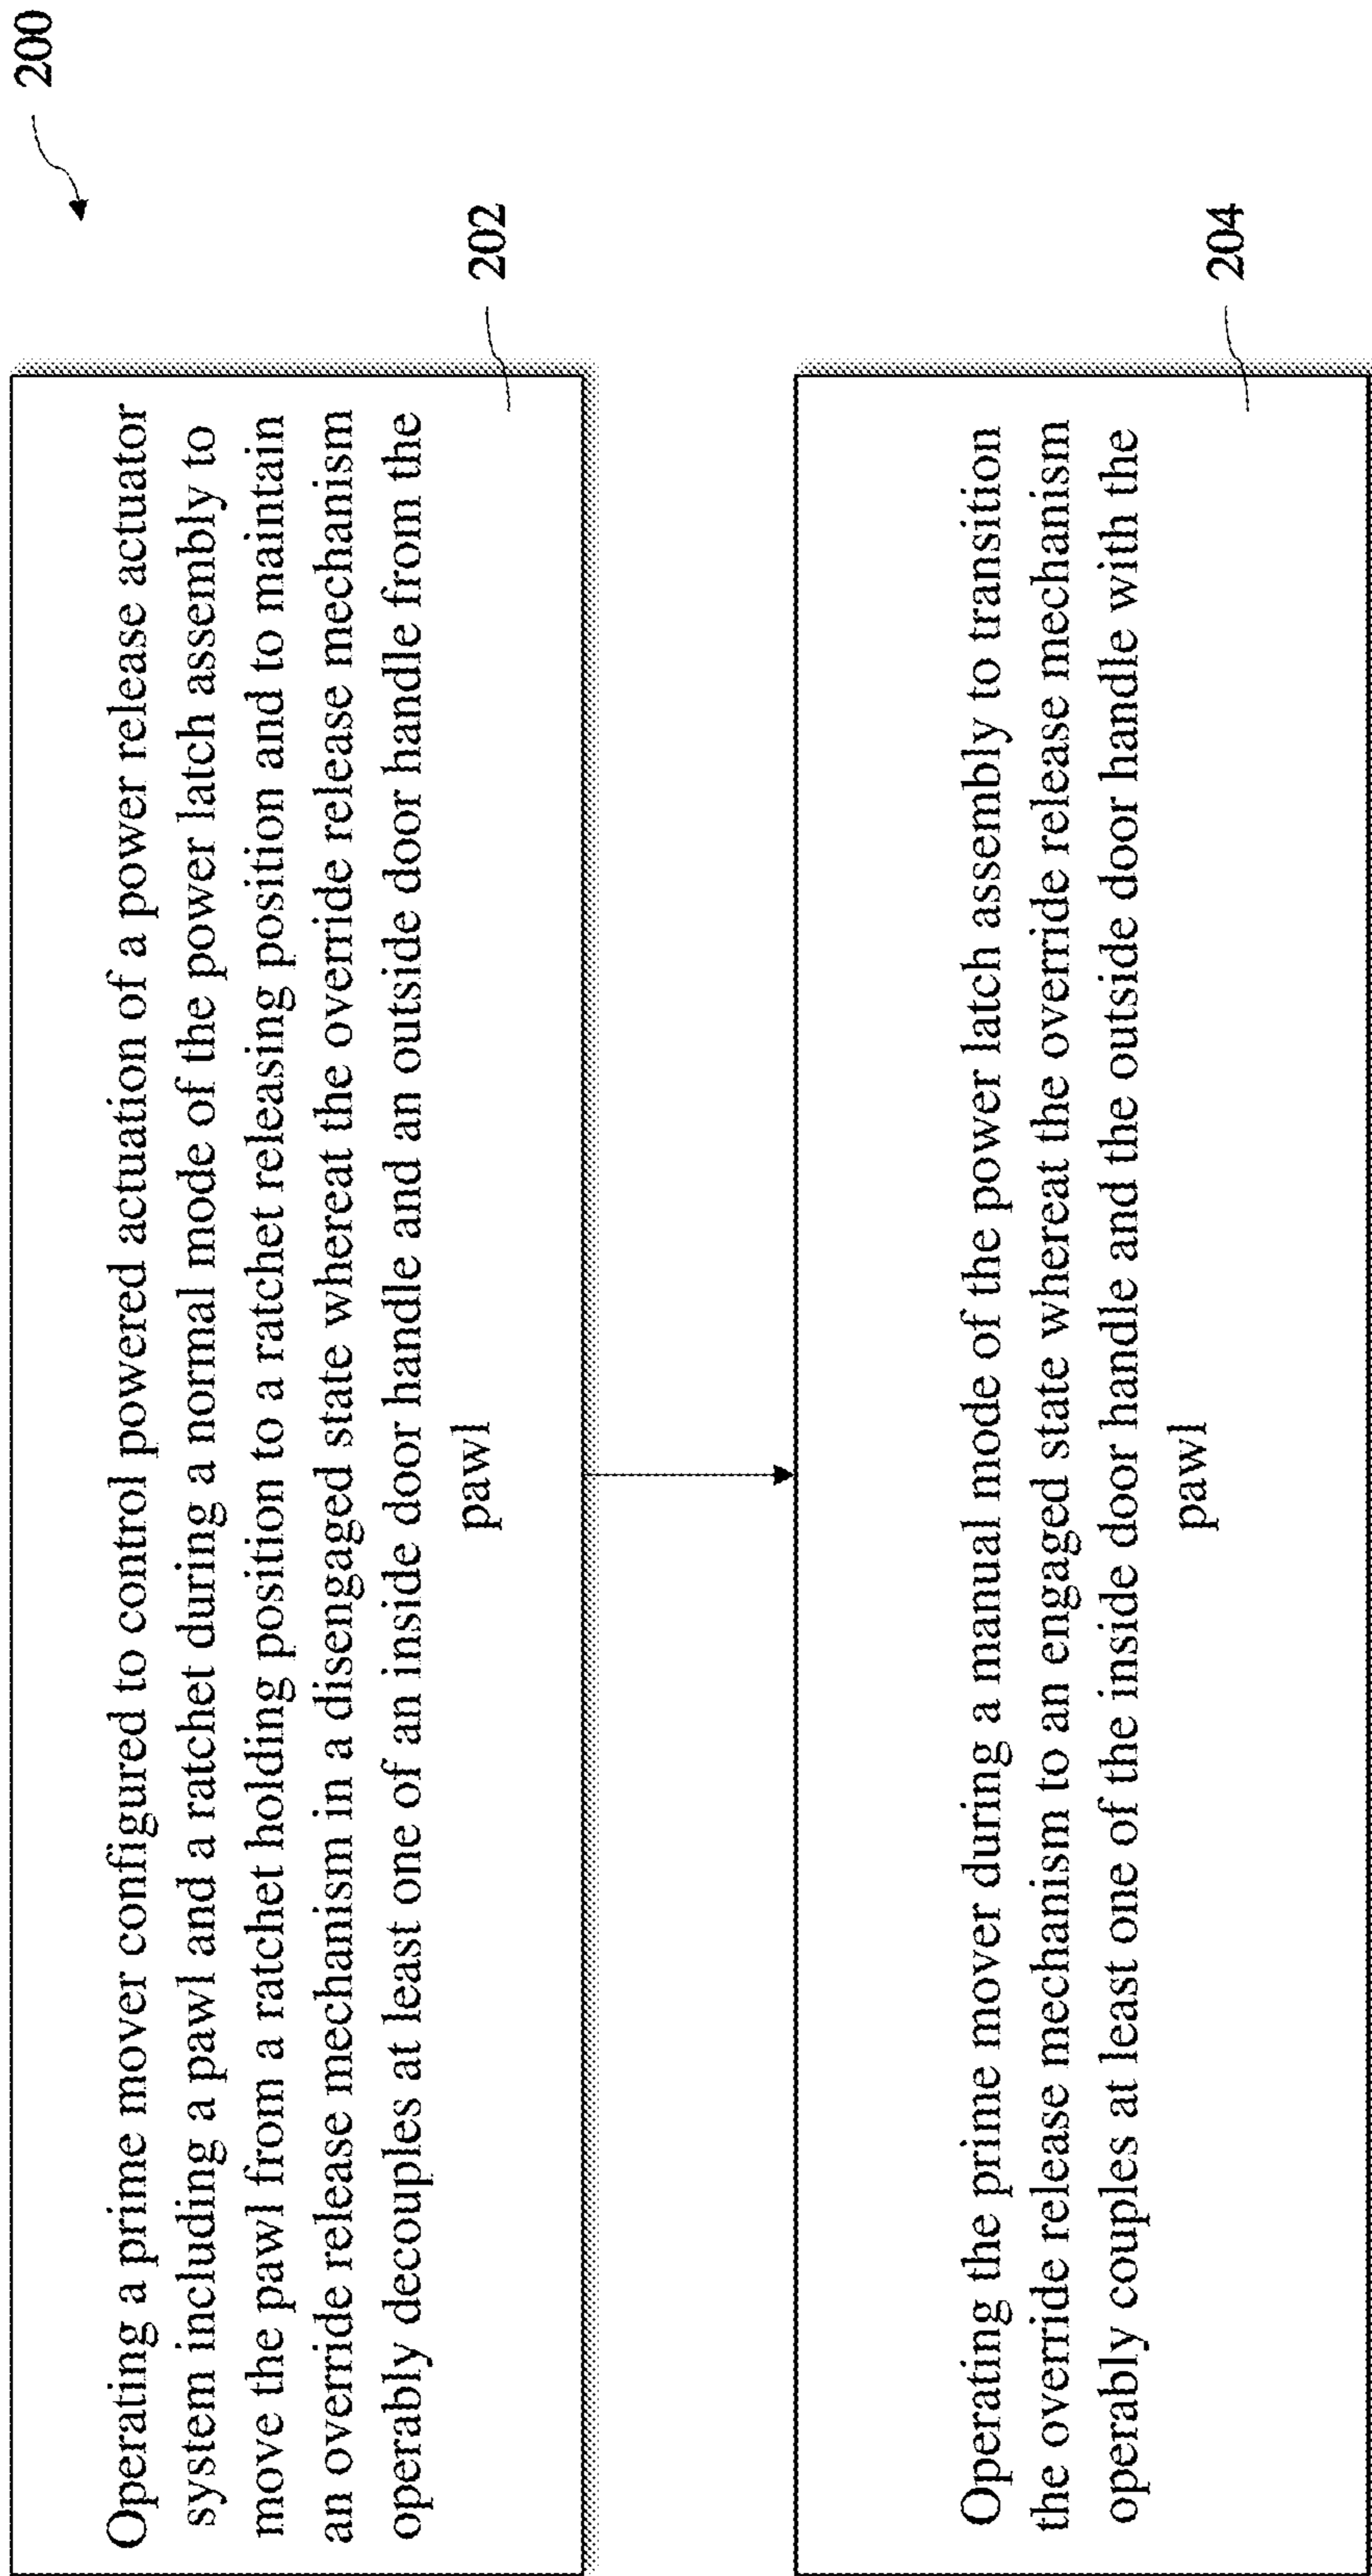 200
Operating a prime mover configured to control powered actuation of a power release actuator
system including a pawl and a ratchet during a normal mode of the power latch assembly to
move the pawl from a ratchet holding position to a ratchet releasing position and to maintain
an override release mechanism in a disengaged state whereat the override release mechanism
operably decouples at least one of an inside door handle and an outside door handle from the
pawl
202
Operating the prime mover during a manual mode of the power latch assembly to transition
the override release mechanism to an engaged state whereat the override release mechanism
operably couples at least one of the inside door handle and the outside door handle with the
pawl
204